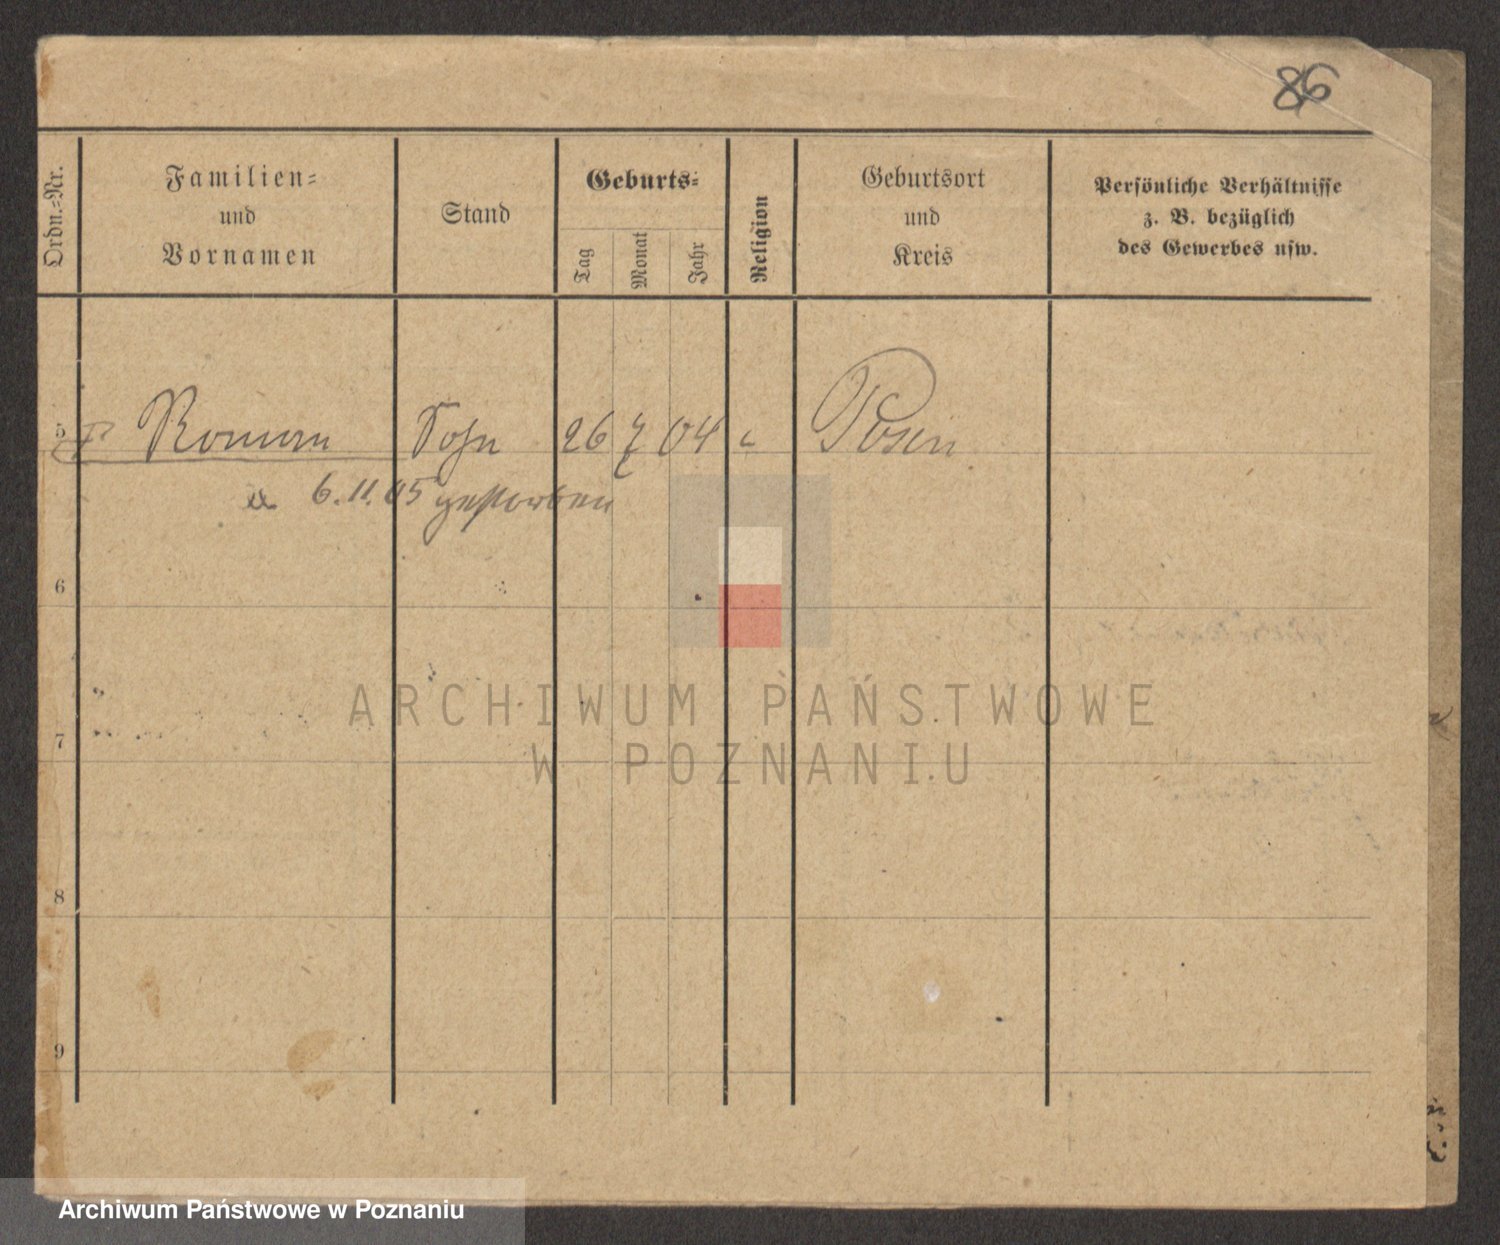 86
Ordn.-Nr.
Familien-
und
Vornamen
Stand
Geburts-
Tag
Monat
Jahr
Religion
Geburtsort
und
Kreis
Persönliche Verhältnisse
z. B. bezüglich
des Gewerbes usw.
5 Roman Sohn 26 7 04 Posen
6.11.05 gestorben
6
7
8
9
ARCHIWUM PAŃSTWOWE
W POZNANIU
Archiwum Państwowe w Poznaniu